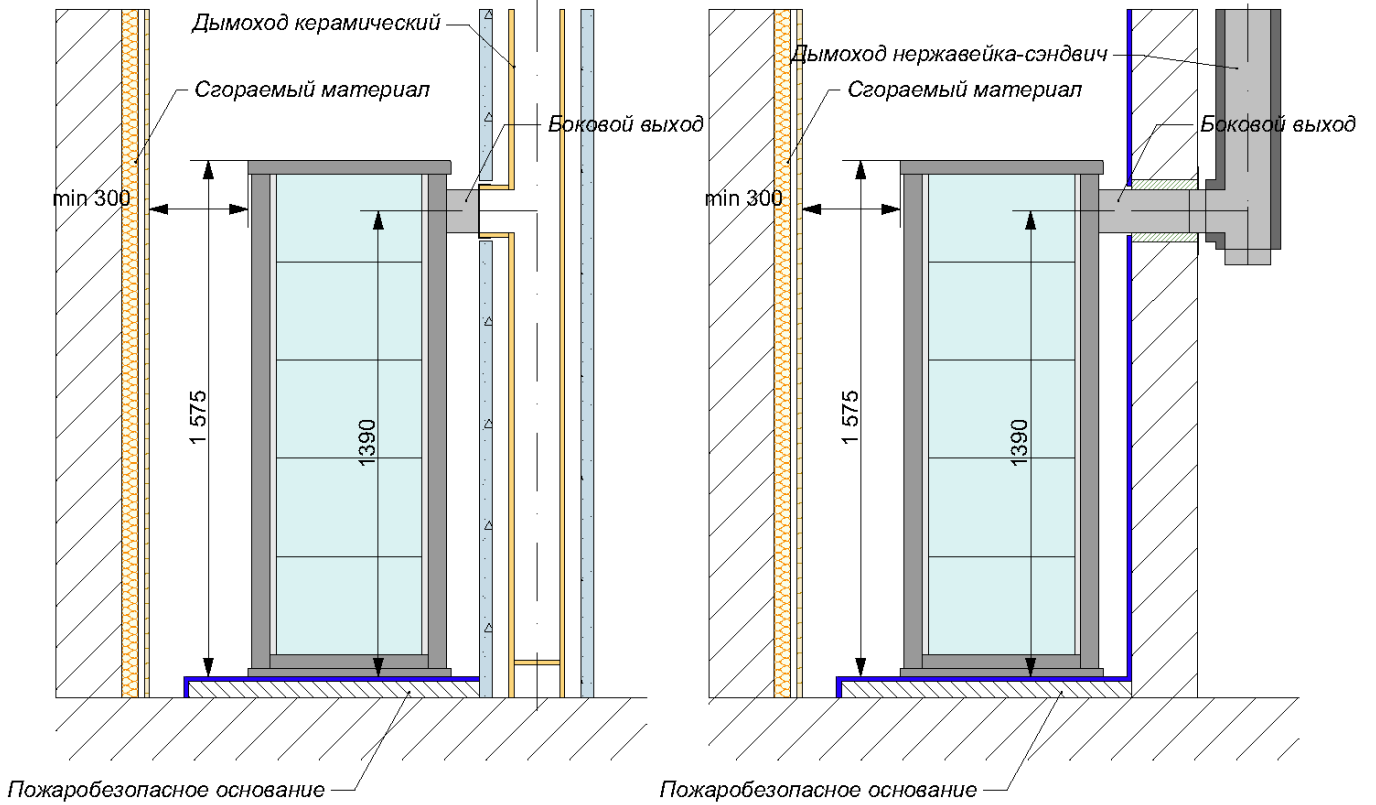 Дымоход керамический
Сгораемый материал
Боковой выход
min 300
1 575
1390
Пожаробезопасное основание
Дымоход нержавейка-сэндвич
Сгораемый материал
Боковой выход
min 300
1 575
1390
Пожаробезопасное основание